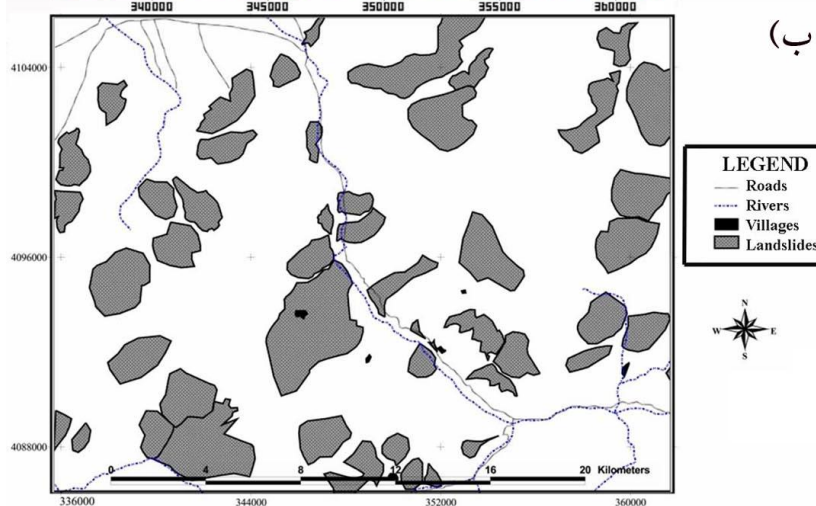 340000 345000 350000 355000 360000
ب)
4104000
LEGEND
Roads
Rivers
Villages
Landslides
4096000
N
W E
S
4088000
0 4 8 12 16 20 Kilometers
336000 344000 352000 360000